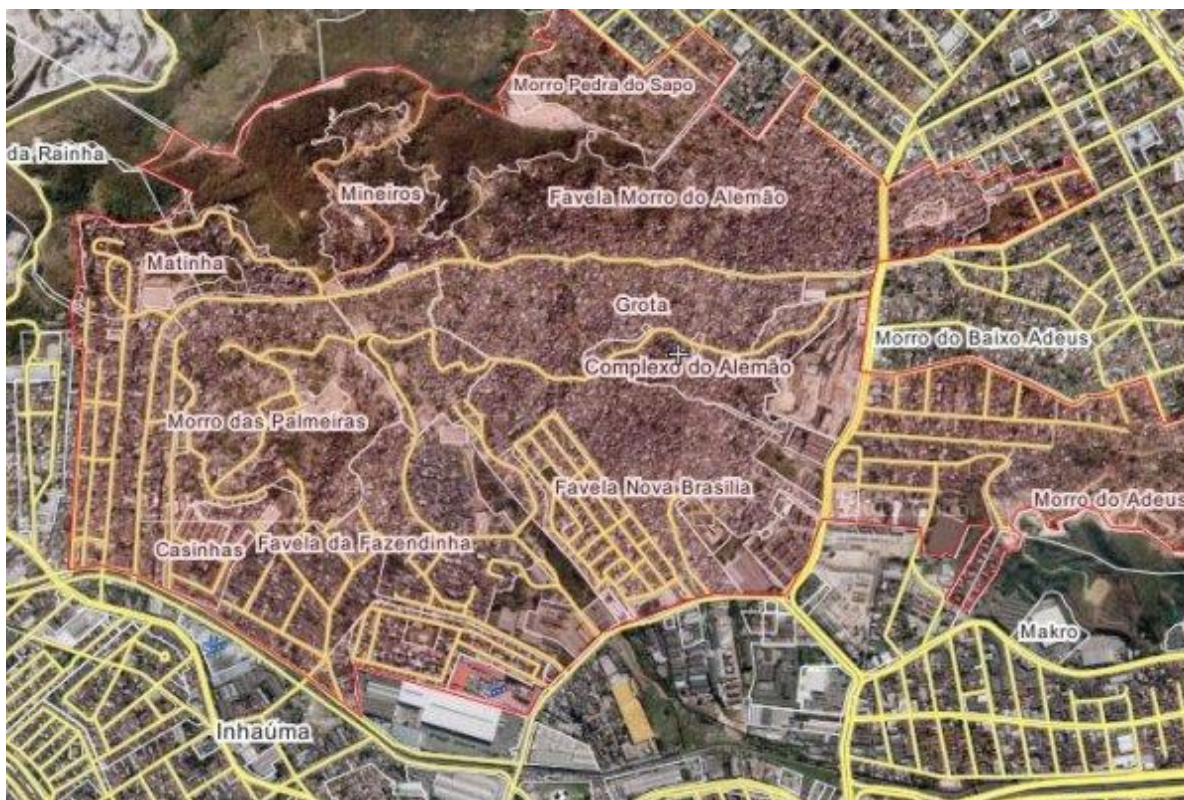 Morro Pedra do Sapo
da Rainha
Mineiros
Favela Morro do Alemão
Matinha
Grota
Morro do Baixo Adeus
Complexo do Alemão
Morro das Palmeiras
Favela Nova Brasília
Morro do Adeus
Casinhas
Favela da Fazendinha
Makro
Inhaúma